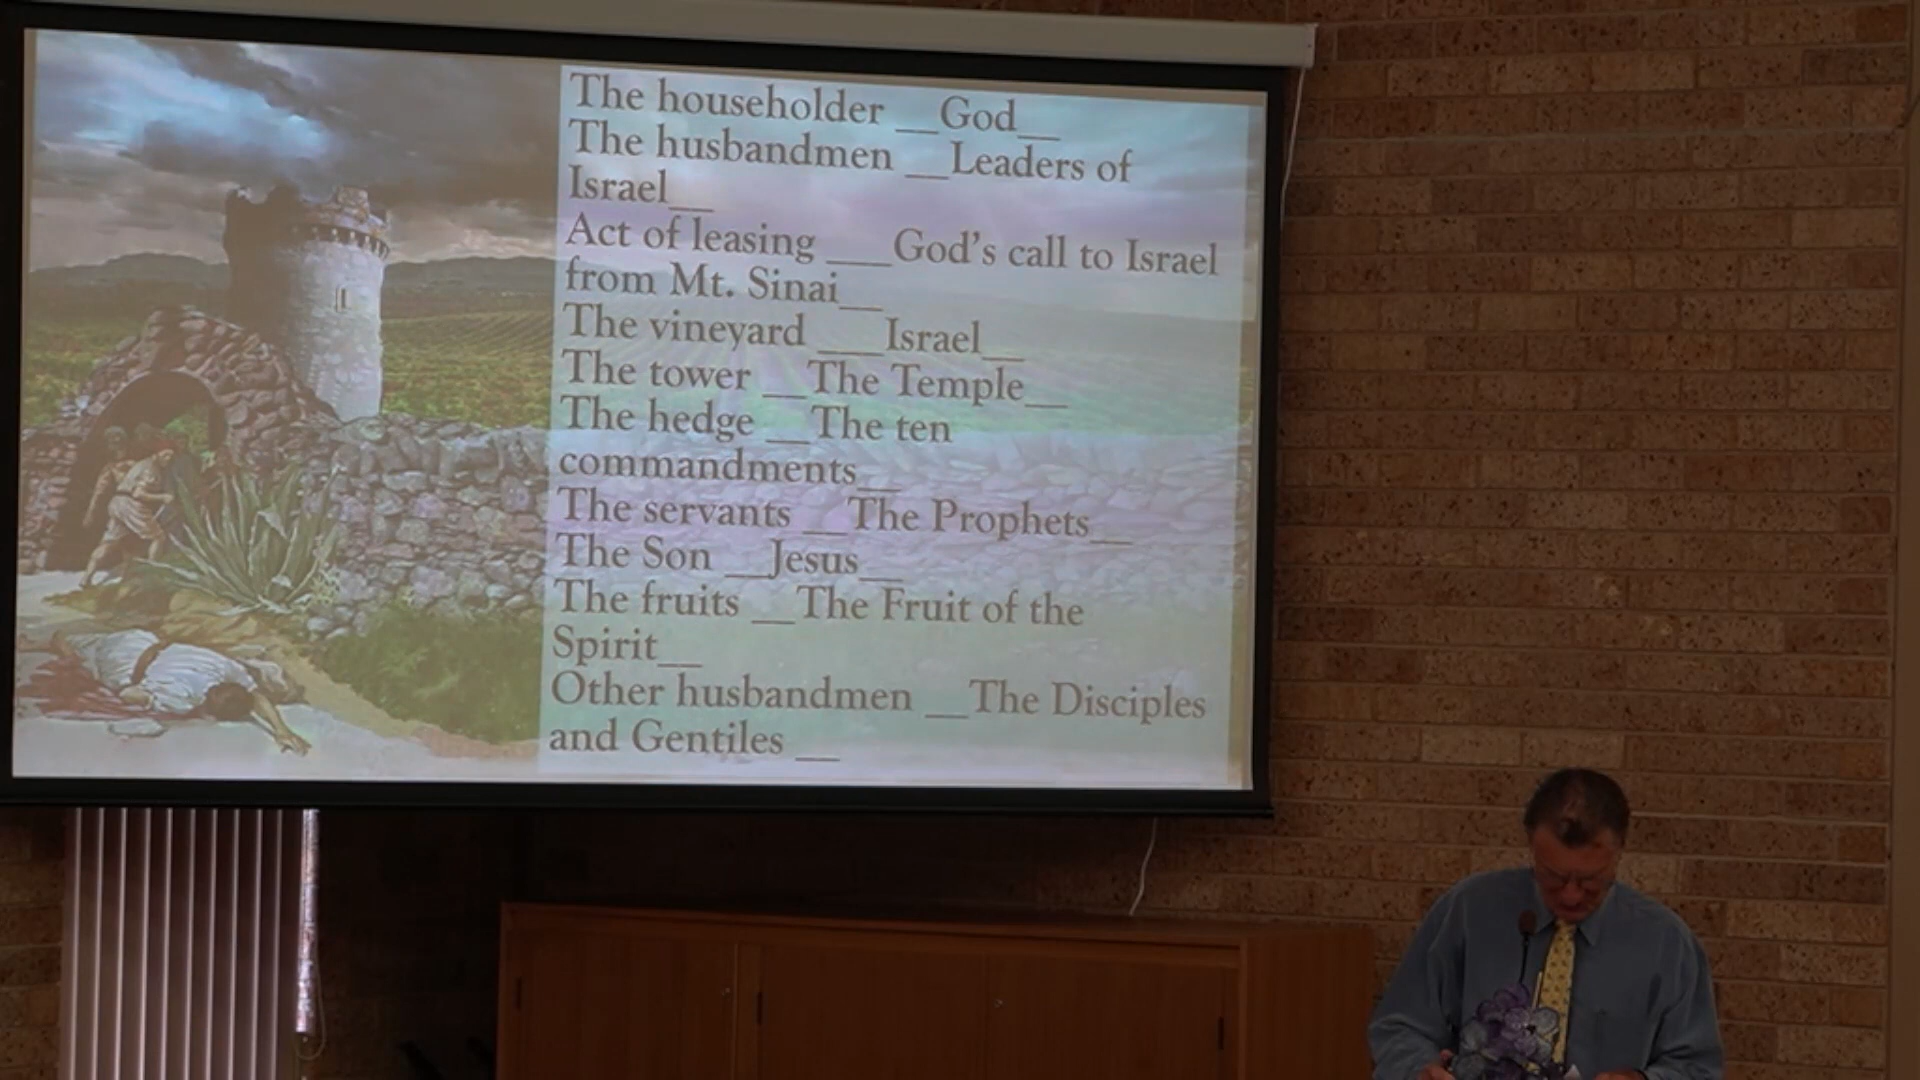 The householder __God__
The husbandmen __Leaders of
Israel__
Act of leasing ___God's call to Israel
from Mt. Sinai__
The vineyard ___Israel__
The tower __The Temple__
The hedge __The ten
commandments__
The servants __The Prophets__
The Son __Jesus__
The fruits __The Fruit of the
Spirit__
Other husbandmen __The Disciples
and Gentiles __